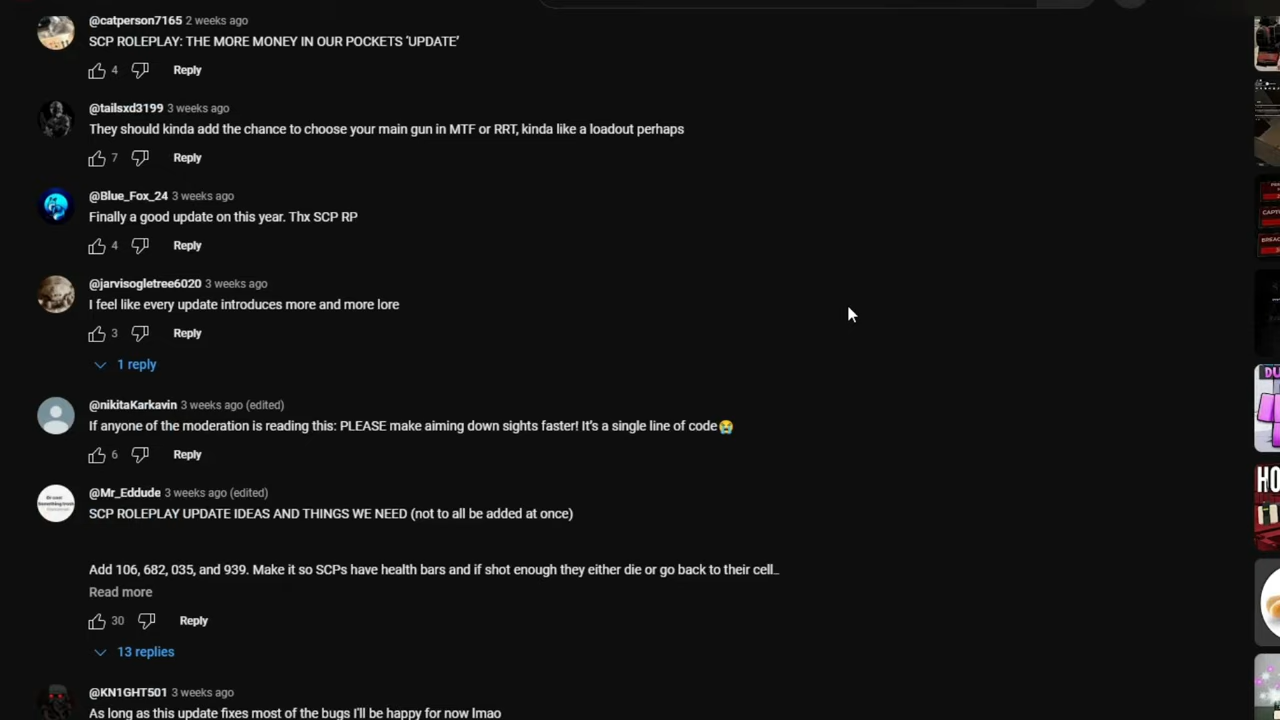 @catperson7165 2 weeks ago
SCP ROLEPLAY: THE MORE MONEY IN OUR POCKETS 'UPDATE'
4 Reply
@tailsxd3199 3 weeks ago
They should kinda add the chance to choose your main gun in MTF or RRT, kinda like a loadout perhaps
7 Reply
@Blue_Fox_24 3 weeks ago
Finally a good update on this year. Thx SCP RP
4 Reply
@jarvisogletree6020 3 weeks ago
I feel like every update introduces more and more lore
3 Reply
1 reply
@nikitaKarkavin 3 weeks ago (edited)
If anyone of the moderation is reading this: PLEASE make aiming down sights faster! It's a single line of code😭
6 Reply
@Mr_Eddude 3 weeks ago (edited)
SCP ROLEPLAY UPDATE IDEAS AND THINGS WE NEED (not to all be added at once)
Add 106, 682, 035, and 939. Make it so SCPs have health bars and if shot enough they either die or go back to their cell...
Read more
30 Reply
13 replies
@KN1GHT501 3 weeks ago
As long as this update fixes most of the bugs I'll be happy for now lmao
DU
HO